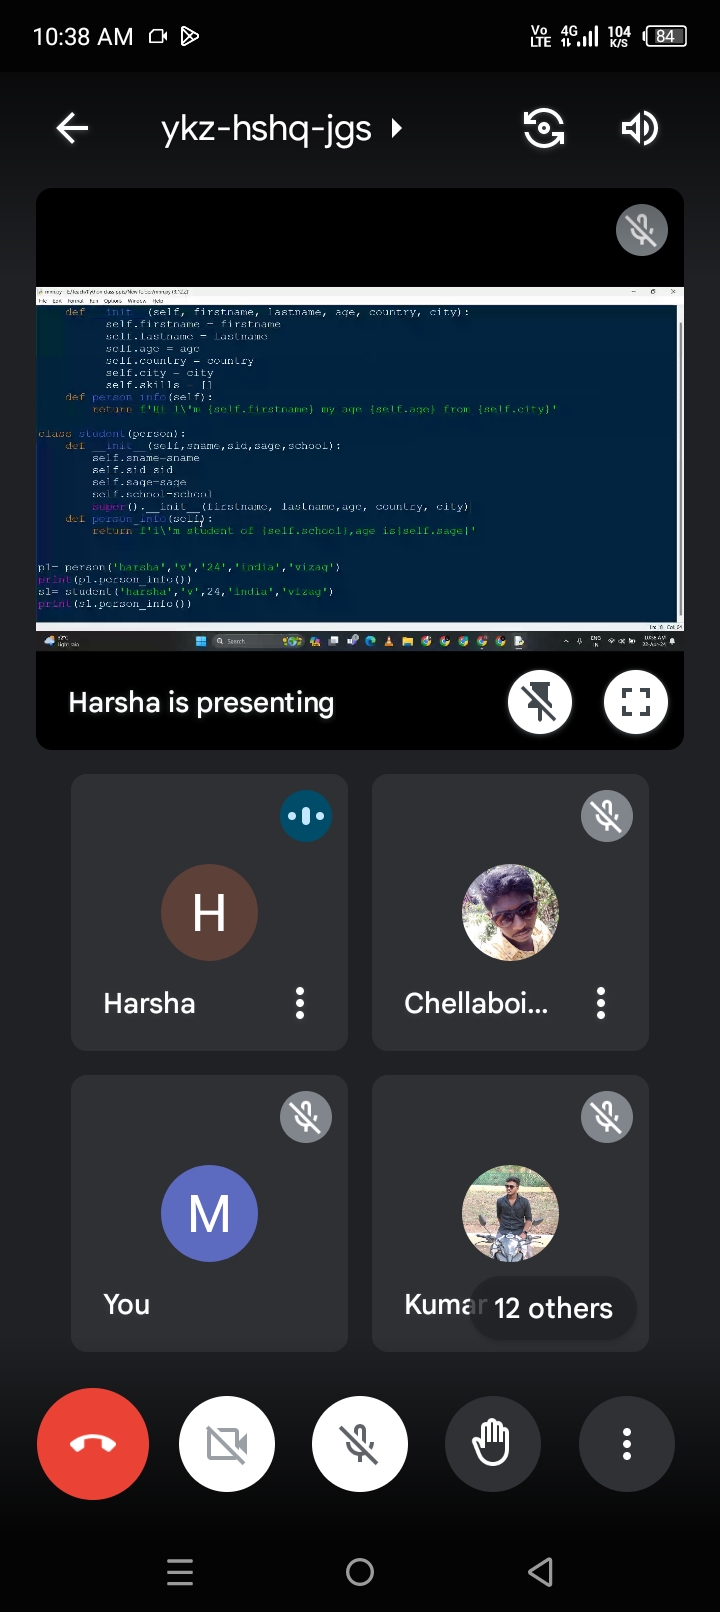 10:38 AM
Vo LTE 4G 104 K/S 84
ykz-hshq-jgs
File Edit Format Run Options Window Help
def __init__(self, firstname, lastname, age, country, city):
self.firstname = firstname
self.lastname = lastname
self.age = age
self.country = country
self.city = city
self.skills = []
def person_info(self):
return f'Hi I\'m {self.firstname} my age {self.age} from {self.city}'
class student(person):
def __init__(self,sname,sid,sage,school):
self.sname=sname
self.sid=sid
self.sage=sage
self.school=school
super().__init__(firstname, lastname,age, country, city)
def person_info(self):
return f'i\'m student of {self.school},age is{self.sage}'
p1= person('harsha','v','24','india','vizag')
print(p1.person_info())
s1= student('harsha','v',24,'india','vizag')
print(s1.person_info())
Search
ENG
IN
Harsha is presenting
H
Harsha
Chellaboi...
M
You
Kumar
12 others